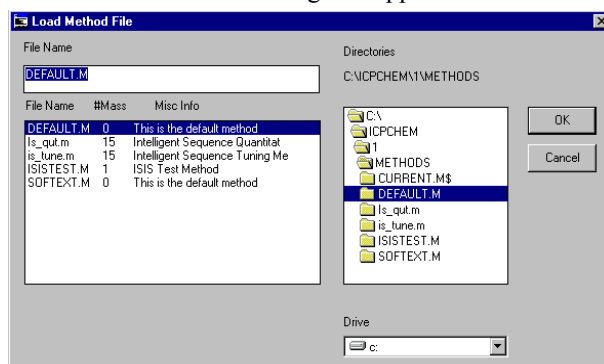 Load Method File
File Name
DEFAULT.M
File Name #Mass Misc Info
DEFAULT.M 0 This is the default method
Is_qut.m 15 Intelligent Sequence Quantitat
is_tune.m 15 Intelligent Sequence Tuning Me
ISISTEST.M 1 ISIS Test Method
SOFTEXT.M 0 This is the default method
Directories
C:\ICPCHEM\1\METHODS
C:\
ICPCHEM
1
METHODS
CURRENT.M$
DEFAULT.M
Is_qut.m
is_tune.m
ISISTEST.M
SOFTEXT.M
Drive
c:
OK
Cancel